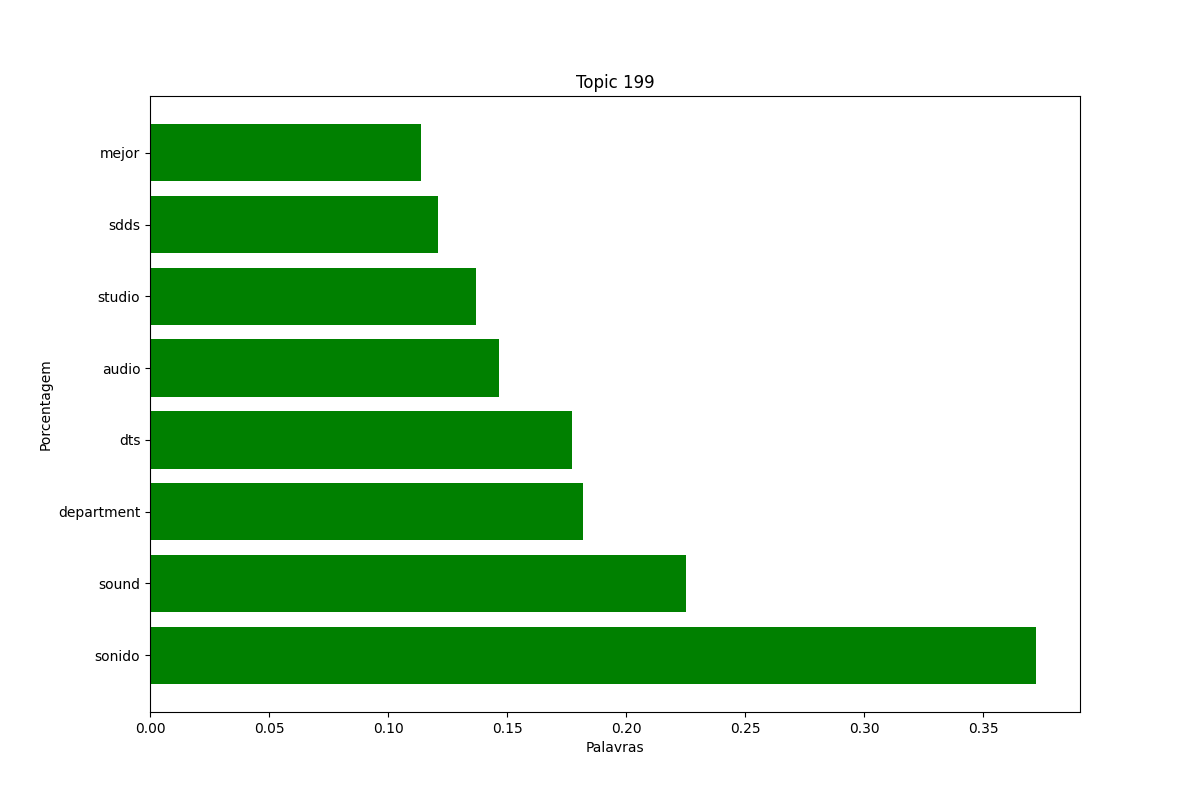 Topic 199
mejor
sdds
studio
audio
dts
department
sound
sonido
Porcentagem
0.00 0.05 0.10 0.15 0.20 0.25 0.30 0.35
Palavras